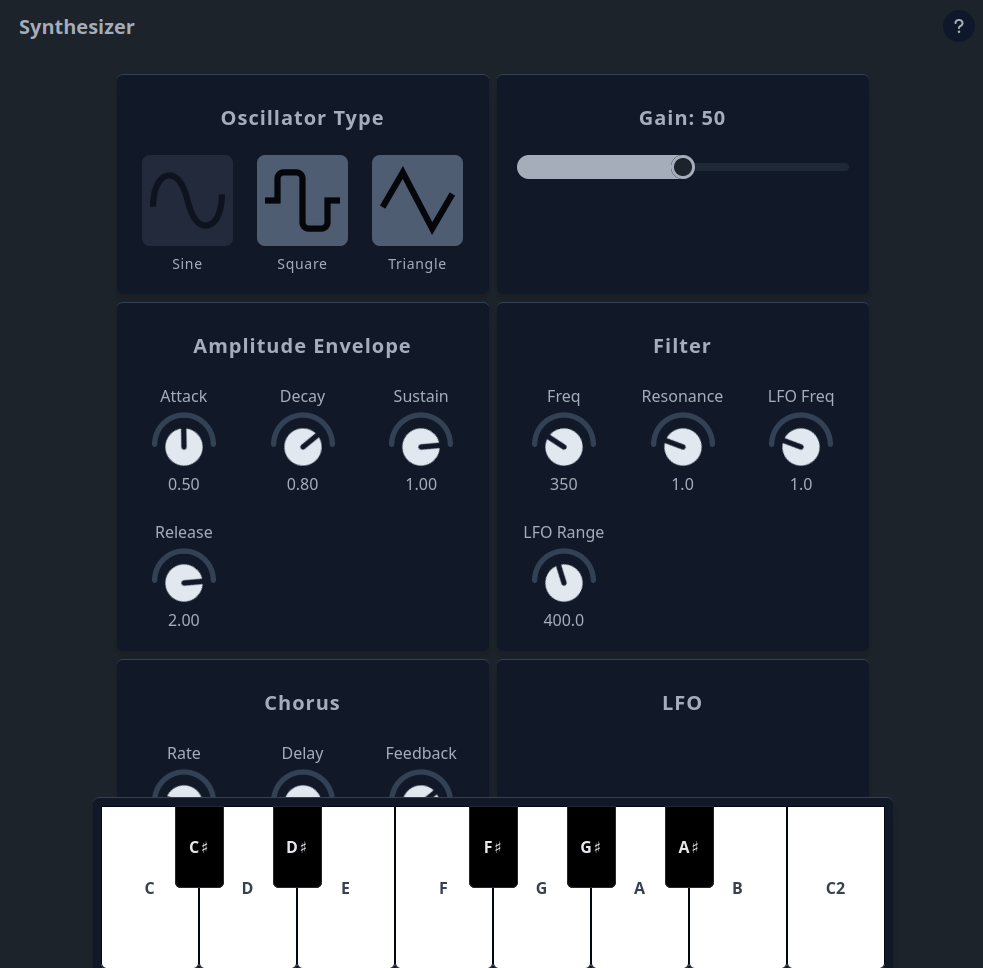 Synthesizer
?
Oscillator Type
Sine Square Triangle
Gain: 50
Amplitude Envelope
Attack Decay Sustain
0.50 0.80 1.00
Release
2.00
Filter
Freq Resonance LFO Freq
350 1.0 1.0
LFO Range
400.0
Chorus
Rate Delay Feedback
LFO
C♯ D♯ F♯ G♯ A♯
C D E F G A B C2